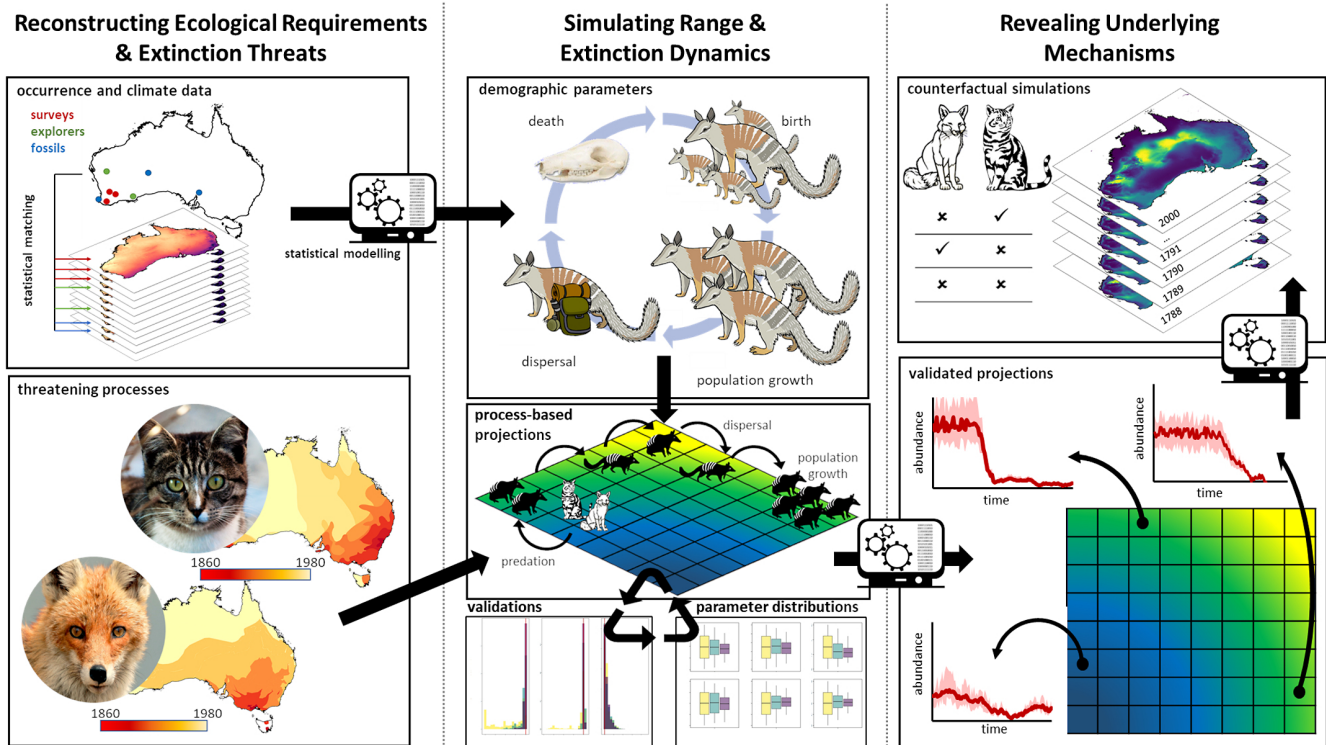 Reconstructing Ecological Requirements
& Extinction Threats
occurrence and climate data
surveys
explorers
fossils
statistical matching
statistical modelling
threatening processes
1860
1980
1860
1980
Simulating Range &
Extinction Dynamics
demographic parameters
death
birth
dispersal
population growth
process-based
projections
dispersal
population
growth
predation
validations
parameter distributions
Revealing Underlying
Mechanisms
counterfactual simulations
2000
...
1791
1790
1789
1788
validated projections
abundance
time
abundance
time
abundance
time